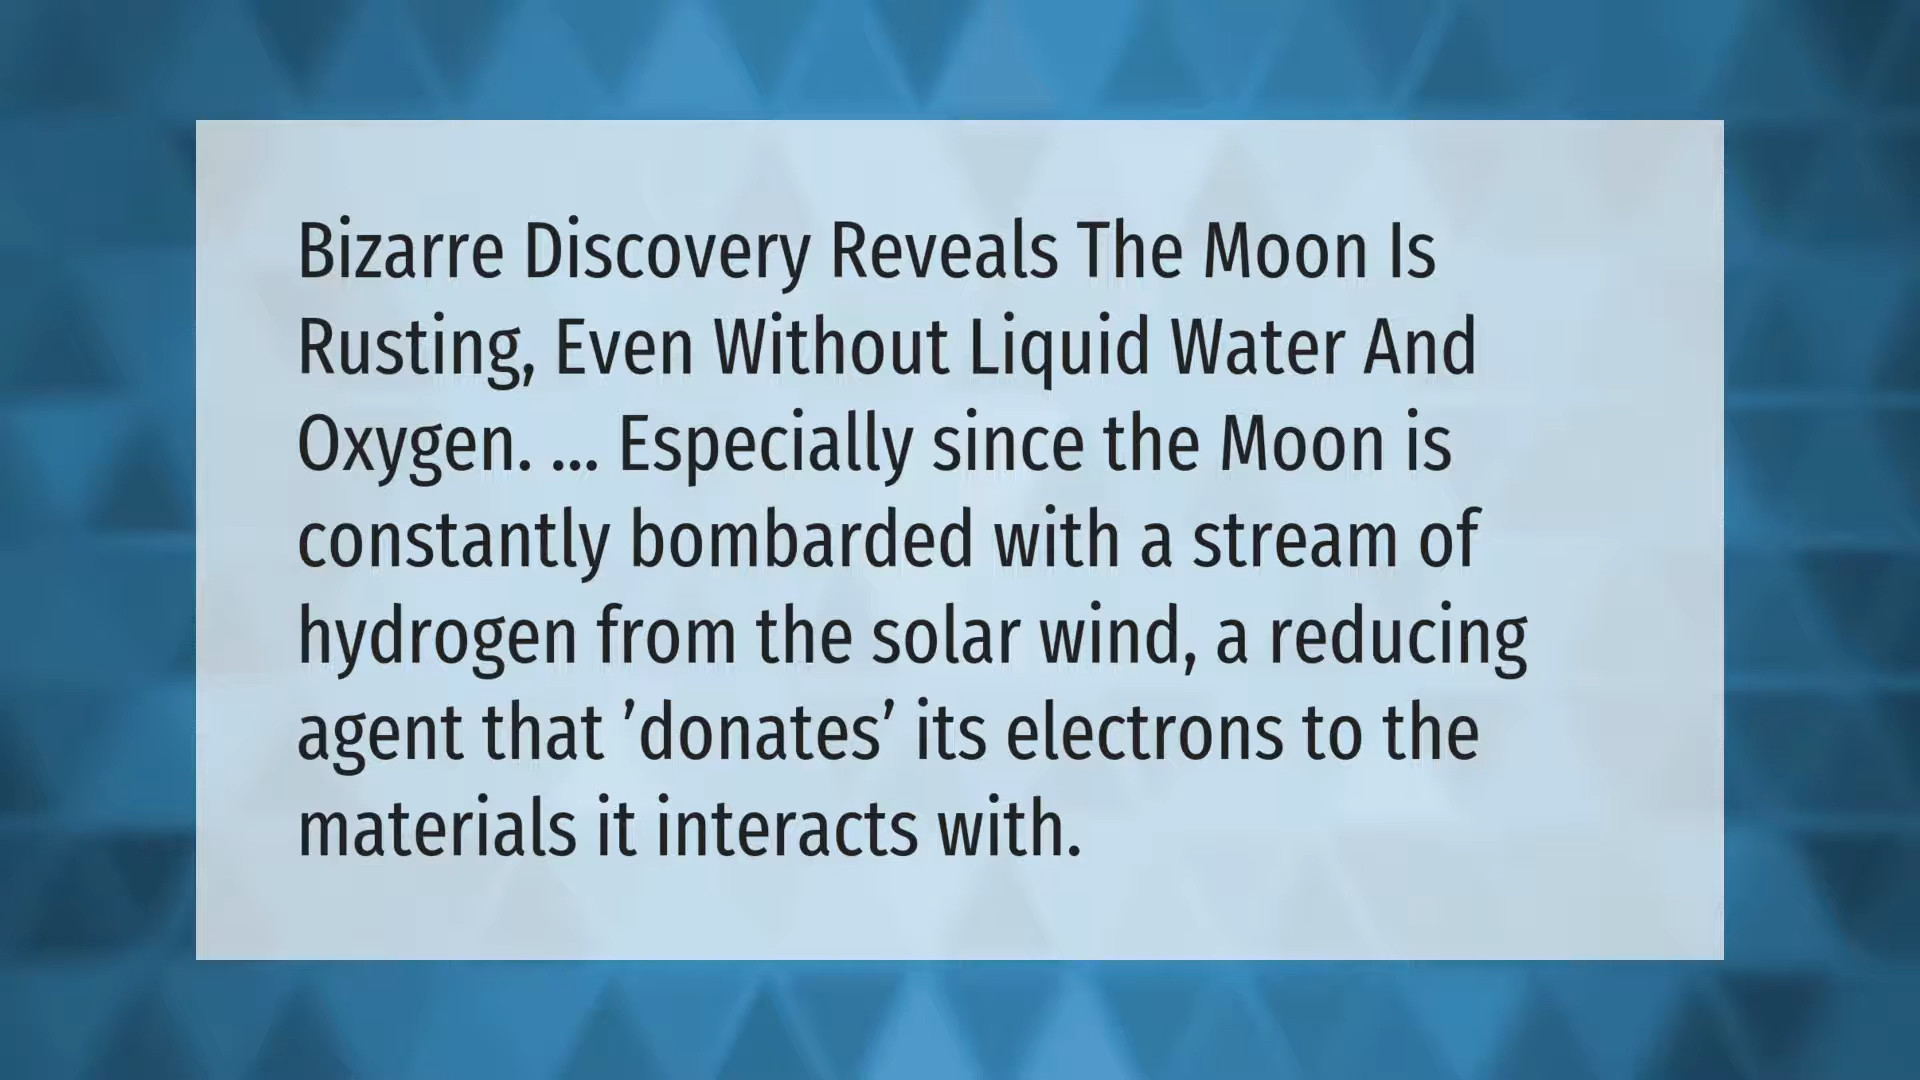 Bizarre Discovery Reveals The Moon Is
Rusting, Even Without Liquid Water And
Oxygen. ... Especially since the Moon is
constantly bombarded with a stream of
hydrogen from the solar wind, a reducing
agent that ’donates’ its electrons to the
materials it interacts with.